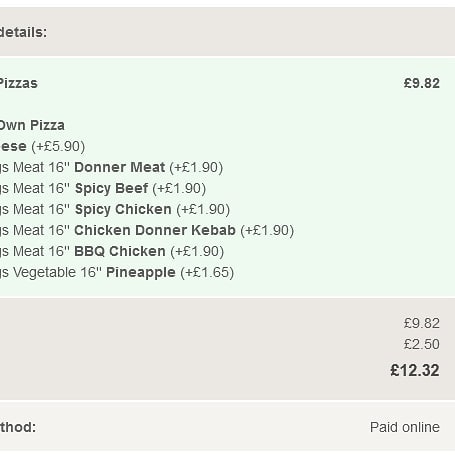 details:
Pizzas £9.82
Own Pizza
ese (+£5.90)
gs Meat 16" Donner Meat (+£1.90)
gs Meat 16" Spicy Beef (+£1.90)
gs Meat 16" Spicy Chicken (+£1.90)
gs Meat 16" Chicken Donner Kebab (+£1.90)
gs Meat 16" BBQ Chicken (+£1.90)
gs Vegetable 16" Pineapple (+£1.65)
£9.82
£2.50
£12.32
thod: Paid online